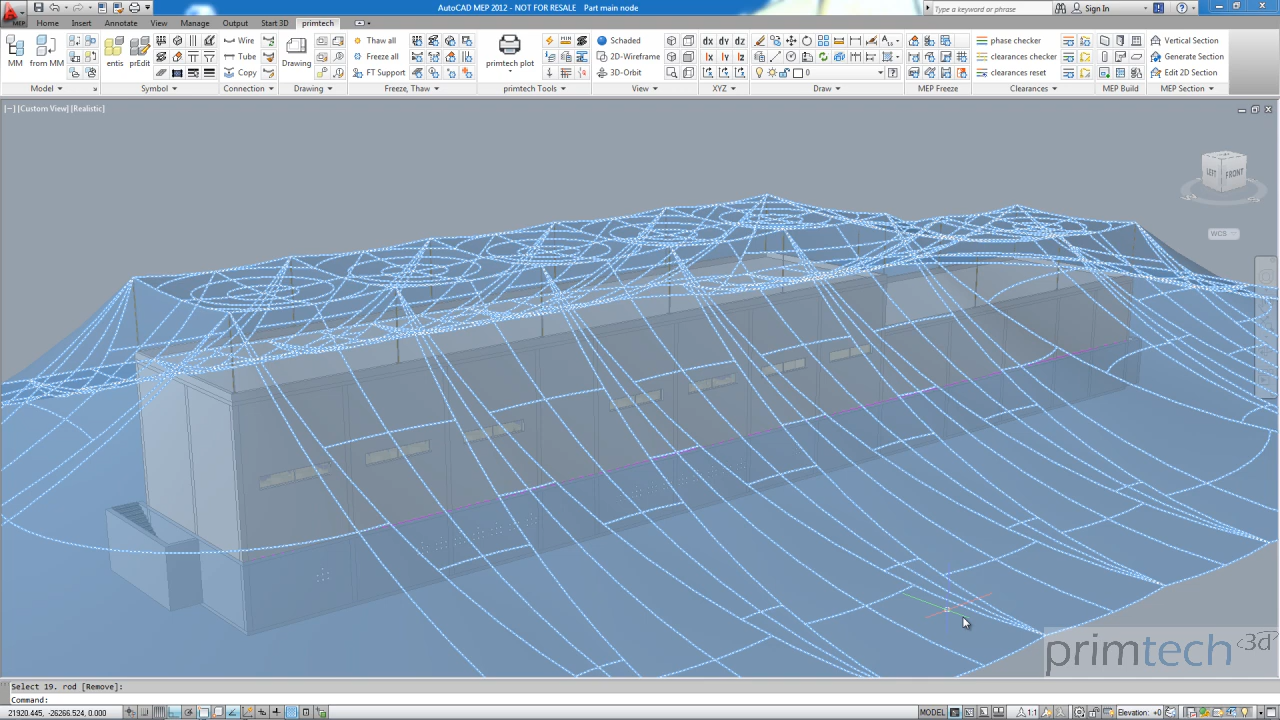 AutoCAD MEP 2012 - NOT FOR RESALE Part main node
Type a keyword or phrase
Sign In
MEP
Home Insert Annotate View Manage Output Start 3D primtech
MM from MM entis prEdit
Wire
Tube
Copy
Drawing
Thaw all
Freeze all
FT Support
primtech plot
Schaded
2D-Wireframe
3D-Orbit
dx dy dz
lx ly lz
0
phase checker
clearances checker
clearances reset
Vertical Section
Generate Section
Edit 2D Section
Model Symbol Connection Drawing Freeze, Thaw primtech Tools View XYZ Draw MEP Freeze Clearances MEP Build MEP Section
[−] [Custom View] [Realistic]
LEFT FRONT
WCS
primtech 3d
Select 19. rod [Remove]:
Command:
21920.445, -26266.524, 0.000
MODEL
1:1
Elevation: +0